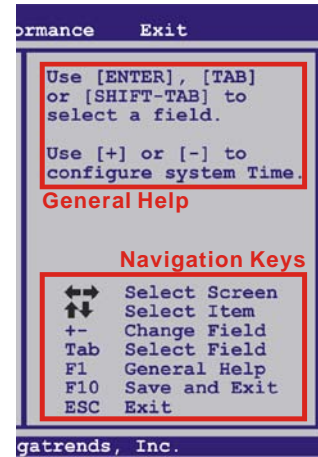 ormance Exit
Use [ENTER], [TAB]
or [SHIFT-TAB] to
select a field.
Use [+] or [-] to
configure system Time.
General Help
Navigation Keys
←→ Select Screen
↑↓ Select Item
+- Change Field
Tab Select Field
F1 General Help
F10 Save and Exit
ESC Exit
gatrends, Inc.